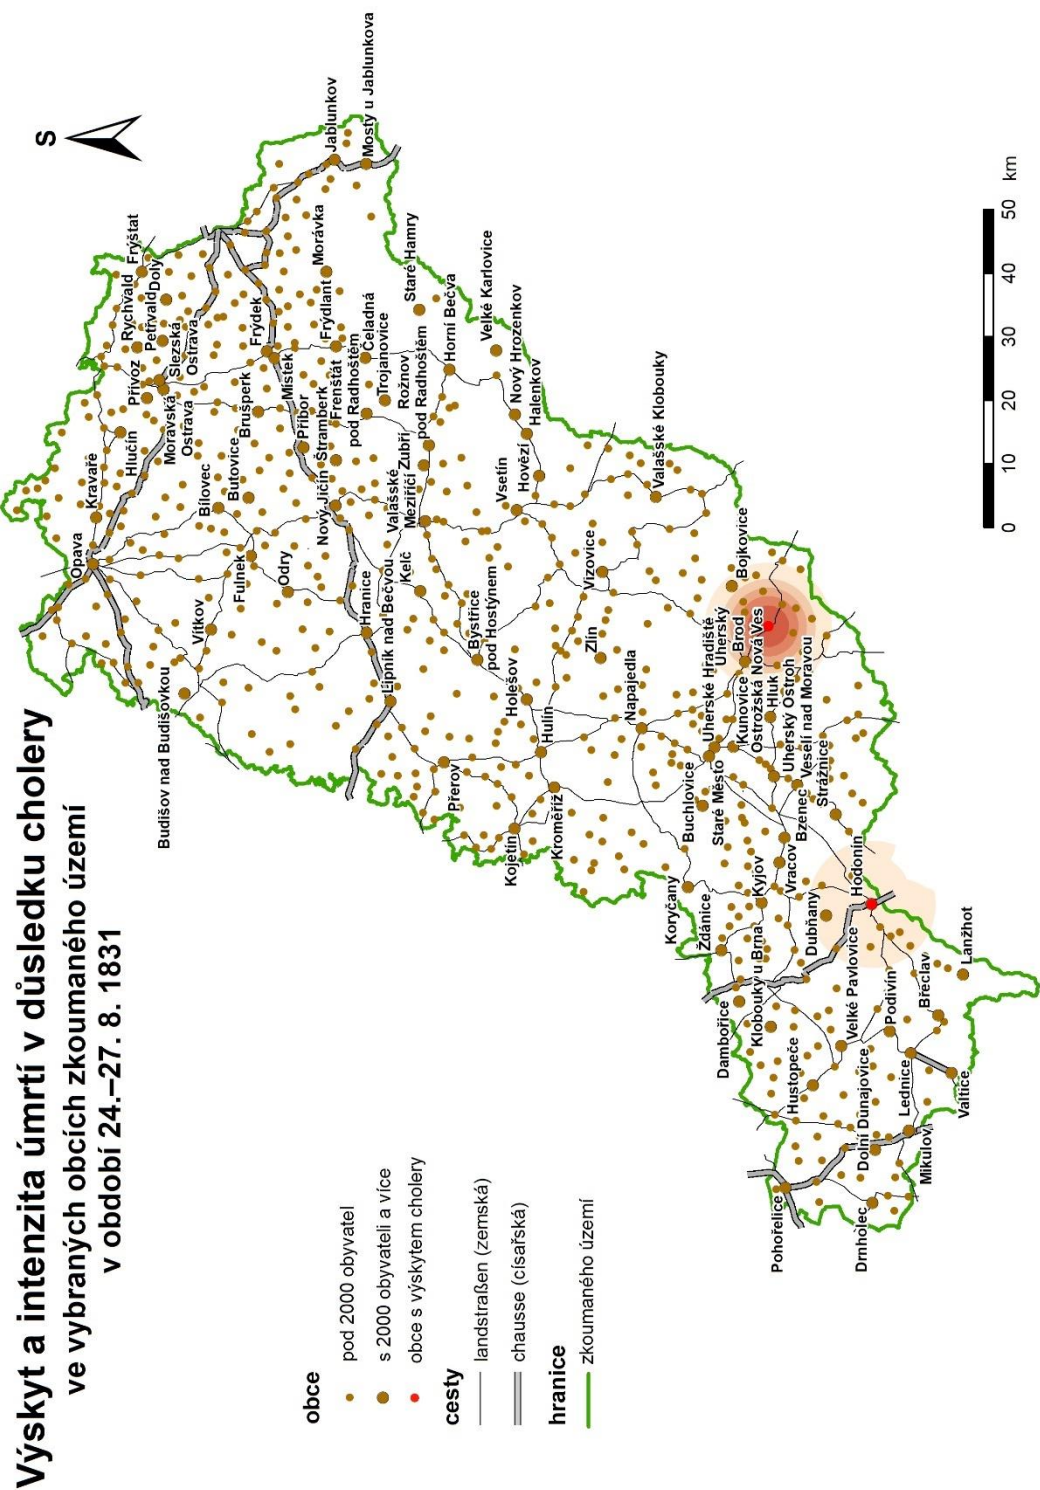 Výskyt a intenzita úmrtí v důsledku cholery
ve vybraných obcích zkoumaného území
v období 24.–27. 8. 1831
S
Opava
Kravaře
Hlučín
Přívoz
Rychvald
Petřvald
Doly
Fryštát
Moravská
Ostrava
Slezská
Ostrava
Budišov nad Budišovkou
Vítkov
Fulnek
Bílovec
Butovice
Brušperk
Frýdek
Místek
Odry
Příbor
Štramberk
Frenštát
pod Radhoštěm
Frýdlant
Morávka
Jablunkov
Mosty u Jablunkova
Čeladná
Trojanovice
Staré Hamry
Nový Jičín
Hranice
Lipník nad Bečvou
Kelč
Valašské
Meziříčí
Zubří
Rožnov
pod Radhoštěm
Horní Bečva
Velké Karlovice
Nový Hrozenkov
Halenkov
Hovězí
Vsetín
Bystřice
pod Hostýnem
Přerov
Holešov
Hulín
Kojetín
Kroměříž
Vizovice
Zlín
Napajedla
Valašské Klobouky
Bojkovice
Uherské Hradiště
Uherský
Brod
Kunovice
Ostrožská Nová Ves
Hluk
Uherský Ostroh
Veselí nad Moravou
Strážnice
Buchlovice
Staré Město
Bzenec
Vracov
Kyjov
Koryčany
Ždánice
Dubňany
Hodonín
Klobouky u Brna
Dambořice
Hustopeče
Velké Pavlovice
Podivín
Břeclav
Lanžhot
Lednice
Valtice
Dolní Dunajovice
Mikulov
Pohořelice
Drnholec
obce
pod 2000 obyvatel
s 2000 obyvateli a více
obce s výskytem cholery
cesty
landstraßen (zemská)
chausse (císařská)
hranice
zkoumaného území
0 10 20 30 40 50 km